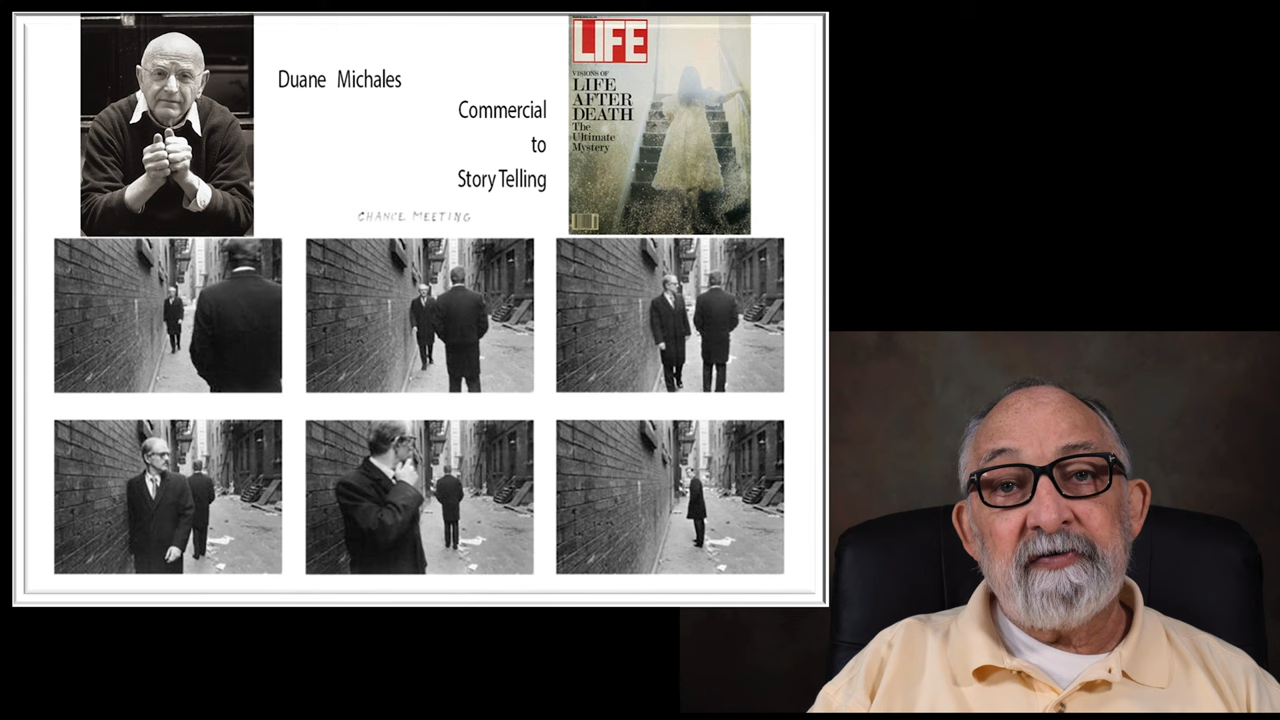 Duane Michales
Commercial
to
Story Telling
LIFE
VISIONS OF
LIFE
AFTER
DEATH
The
Ultimate
Mystery
CHANCE MEETING